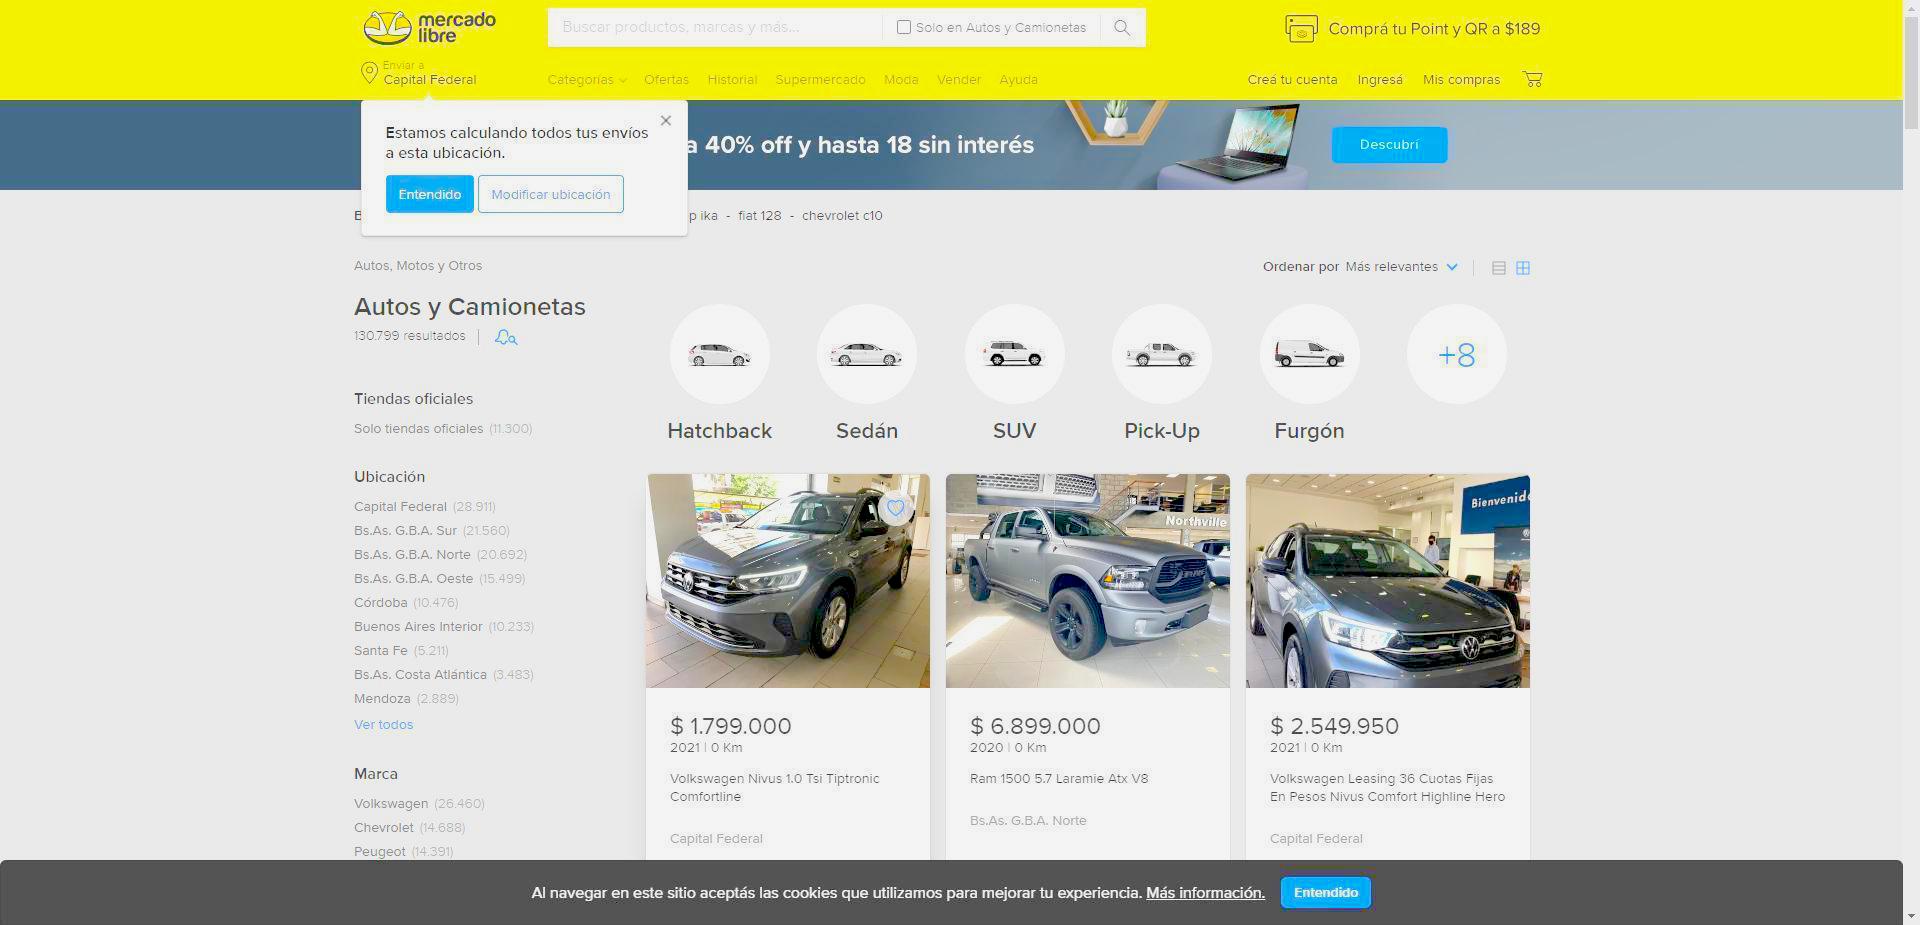 mercado
libre
Buscar productos, marcas y más...
Solo en Autos y Camionetas
Comprá tu Point y QR a $189
Enviar a
Capital Federal
Categorías
Ofertas
Historial
Supermercado
Moda
Vender
Ayuda
Creá tu cuenta
Ingresá
Mis compras
Estamos calculando todos tus envíos
a esta ubicación.
Entendido
Modificar ubicación
a 40% off y hasta 18 sin interés
Descubrí
B
p ika - fiat 128 - chevrolet c10
Autos, Motos y Otros
Ordenar por Más relevantes
Autos y Camionetas
130.799 resultados
+8
Hatchback
Sedán
SUV
Pick-Up
Furgón
Tiendas oficiales
Solo tiendas oficiales (11.300)
Ubicación
Capital Federal (28.911)
Bs.As. G.B.A. Sur (21.560)
Bs.As. G.B.A. Norte (20.692)
Bs.As. G.B.A. Oeste (15.499)
Córdoba (10.476)
Buenos Aires Interior (10.233)
Santa Fe (5.211)
Bs.As. Costa Atlántica (3.483)
Mendoza (2.889)
Ver todos
Marca
Volkswagen (26.460)
Chevrolet (14.688)
Peugeot (14.391)
$ 1.799.000
2021 | 0 Km
Volkswagen Nivus 1.0 Tsi Tiptronic
Comfortline
Capital Federal
Northville
$ 6.899.000
2020 | 0 Km
Ram 1500 5.7 Laramie Atx V8
Bs.As. G.B.A. Norte
Bienvenido
$ 2.549.950
2021 | 0 Km
Volkswagen Leasing 36 Cuotas Fijas
En Pesos Nivus Comfort Highline Hero
Capital Federal
Al navegar en este sitio aceptás las cookies que utilizamos para mejorar tu experiencia. Más información.
Entendido